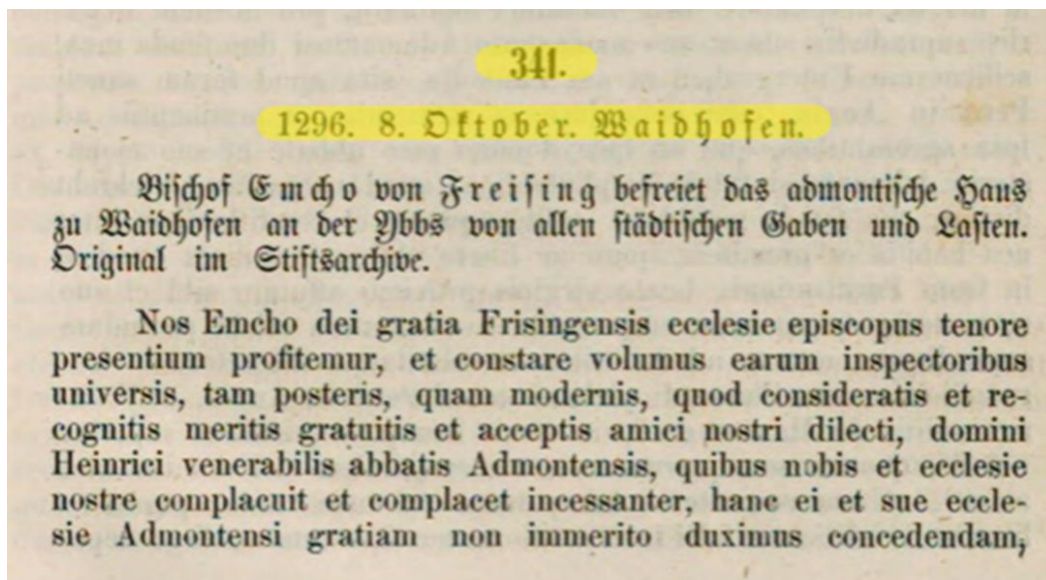 341.
1296. 8. Oktober. Waidhofen.
Bischof Emcho von Freising befreiet das admontische Haus
zu Waidhofen an der Ybbs von allen städtischen Gaben und Lasten.
Original im Stiftsarchive.
Nos Emcho dei gratia Frisingensis ecclesie episcopus tenore
presentium profitemur et constare volumus earum inspectoribus
universis, tam posteris, quam modernis, quod consideratis et re-
cognitis meritis gratuitis et acceptis amici nostri dilecti, domini
Heinrici venerabilis abbatis Admontensis, quibus nobis et ecclesie
nostre complacuit et complacet incessanter, hanc ei et sue eccle-
sie Admontensi gratiam non immerito duximus concedendam,